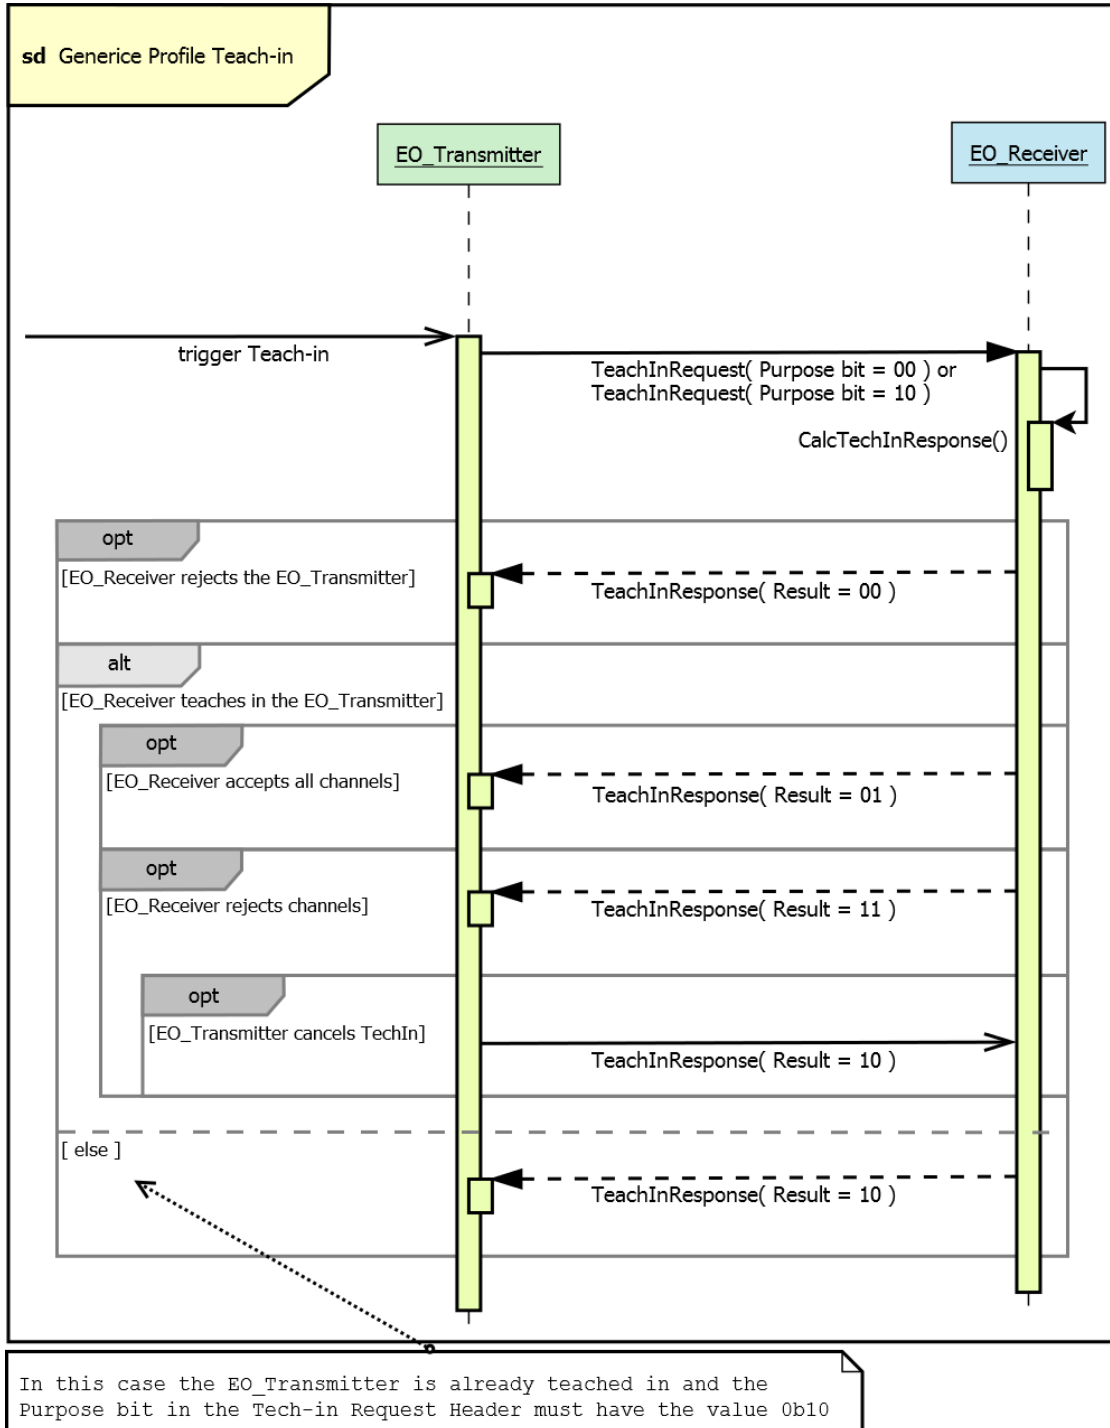 sd Generice Profile Teach-in
EO_Transmitter
EO_Receiver
trigger Teach-in
TeachInRequest( Purpose bit = 00 ) or
TeachInRequest( Purpose bit = 10 )
CalcTechInResponse()
opt
[EO_Receiver rejects the EO_Transmitter]
TeachInResponse( Result = 00 )
alt
[EO_Receiver teaches in the EO_Transmitter]
opt
[EO_Receiver accepts all channels]
TeachInResponse( Result = 01 )
opt
[EO_Receiver rejects channels]
TeachInResponse( Result = 11 )
opt
[EO_Transmitter cancels TechIn]
TeachInResponse( Result = 10 )
[ else ]
TeachInResponse( Result = 10 )
In this case the EO_Transmitter is already teached in and the
Purpose bit in the Tech-in Request Header must have the value 0b10